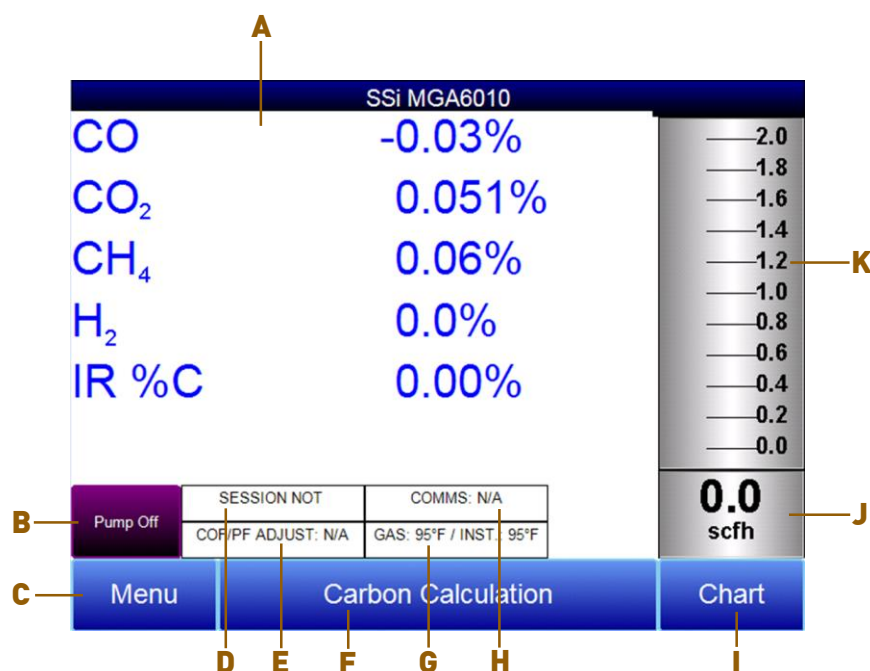 A
SSi MGA6010
CO -0.03%
CO₂ 0.051%
CH₄ 0.06%
H₂ 0.0%
IR %C 0.00%
2.0
1.8
1.6
1.4
1.2
K
1.0
0.8
0.6
0.4
0.2
0.0
B
Pump Off
SESSION NOT
COMMS: N/A
COF/PF ADJUST: N/A
GAS: 95°F / INST.: 95°F
0.0
scfh
J
C
Menu
Carbon Calculation
Chart
D E F G H I